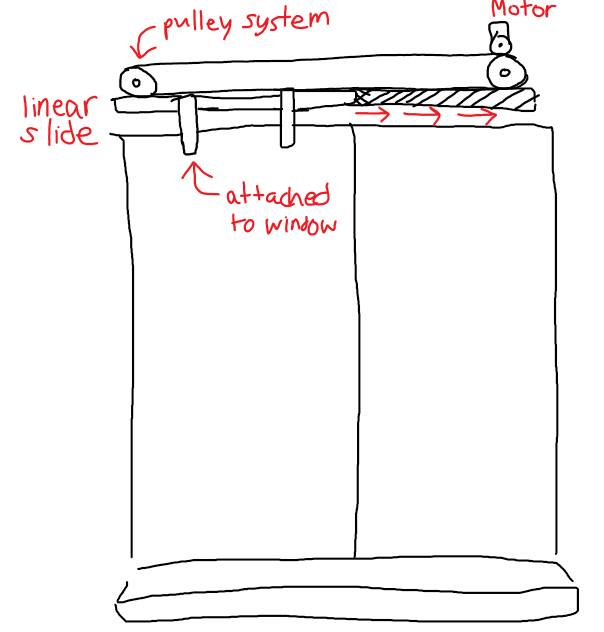 Motor
pulley system
linear
slide
attached
to window